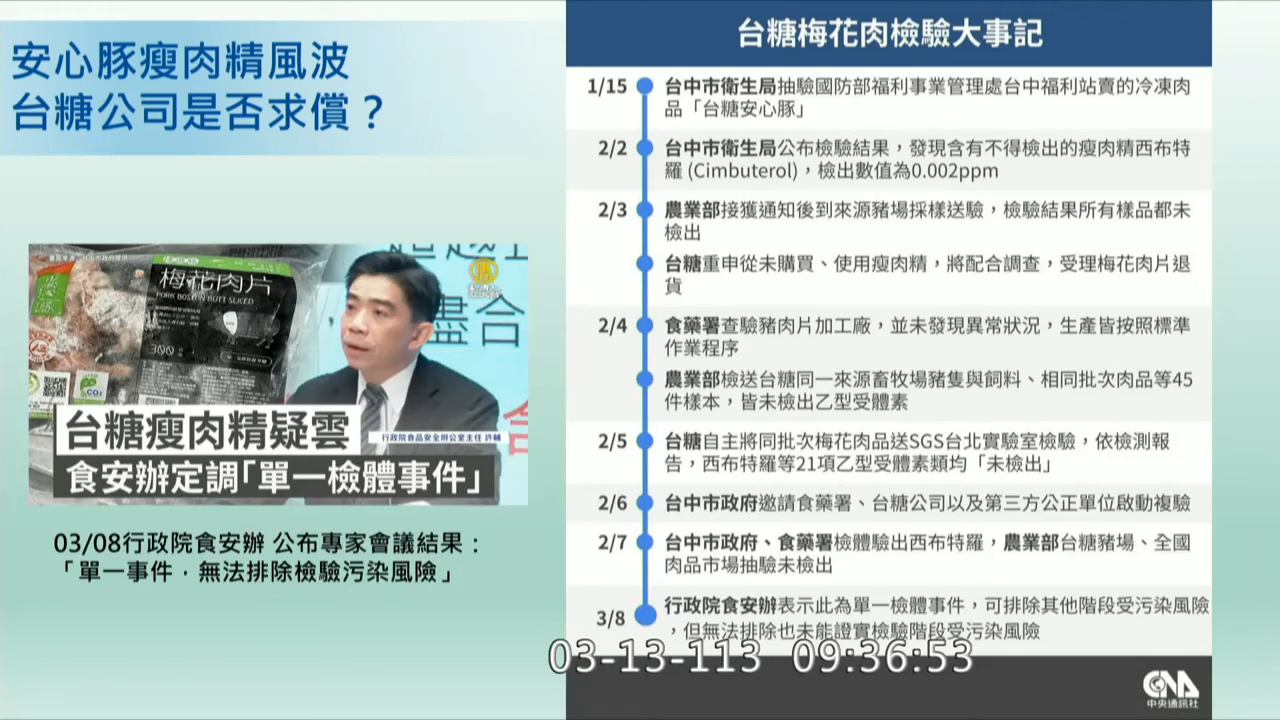 安心豚瘦肉精風波
台糖公司是否求償？
梅花肉片
PORK BOSTON BUTT SLICED
300
CO₂
盡合
台糖瘦肉精疑雲
行政院食品安全辦公室主任 許輔
食安辦定調「單一檢體事件」
03/08行政院食安辦 公布專家會議結果：
「單一事件，無法排除檢驗污染風險」
台糖梅花肉檢驗大事記
1/15 台中市衛生局抽驗國防部福利事業管理處台中福利站賣的冷凍肉
品「台糖安心豚」
2/2 台中市衛生局公布檢驗結果，發現含有不得檢出的瘦肉精西布特
羅 (Cimbuterol)，檢出數值為0.002ppm
2/3 農業部接獲通知後到來源豬場採樣送驗，檢驗結果所有樣品都未
檢出
台糖重申從未購買、使用瘦肉精，將配合調查，受理梅花肉片退
貨
2/4 食藥署查驗豬肉片加工廠，並未發現異常狀況，生產皆按照標準
作業程序
農業部檢送台糖同一來源畜牧場豬隻與飼料、相同批次肉品等45
件樣本，皆未檢出乙型受體素
2/5 台糖自主將同批次梅花肉品送SGS台北實驗室檢驗，依檢測報
告，西布特羅等21項乙型受體素類均「未檢出」
2/6 台中市政府邀請食藥署、台糖公司以及第三方公正單位啟動複驗
2/7 台中市政府、食藥署檢體驗出西布特羅，農業部台糖豬場、全國
肉品市場抽驗未檢出
3/8 行政院食安辦表示此為單一檢體事件，可排除其他階段受污染風險
，但無法排除也未能證實檢驗階段受污染風險
03-13-113 09:36:53
CNA
中央通訊社